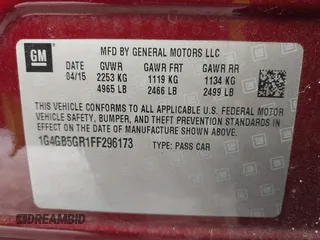 GM
MFD BY GENERAL MOTORS LLC
DATE GVWR GAWR FRT GAWR RR
04/15 2253 KG 1119 KG 1134 KG
4965 LB 2466 LB 2499 LB
THIS VEHICLE CONFORMS TO ALL APPLICABLE U.S. FEDERAL MOTOR
VEHICLE SAFETY, BUMPER, AND THEFT PREVENTION STANDARDS IN EFFECT ON
THE DATE OF MANUFACTURE SHOWN ABOVE.
1G4GB5GR1FF296173 TYPE: PASS CAR
DREAMBID